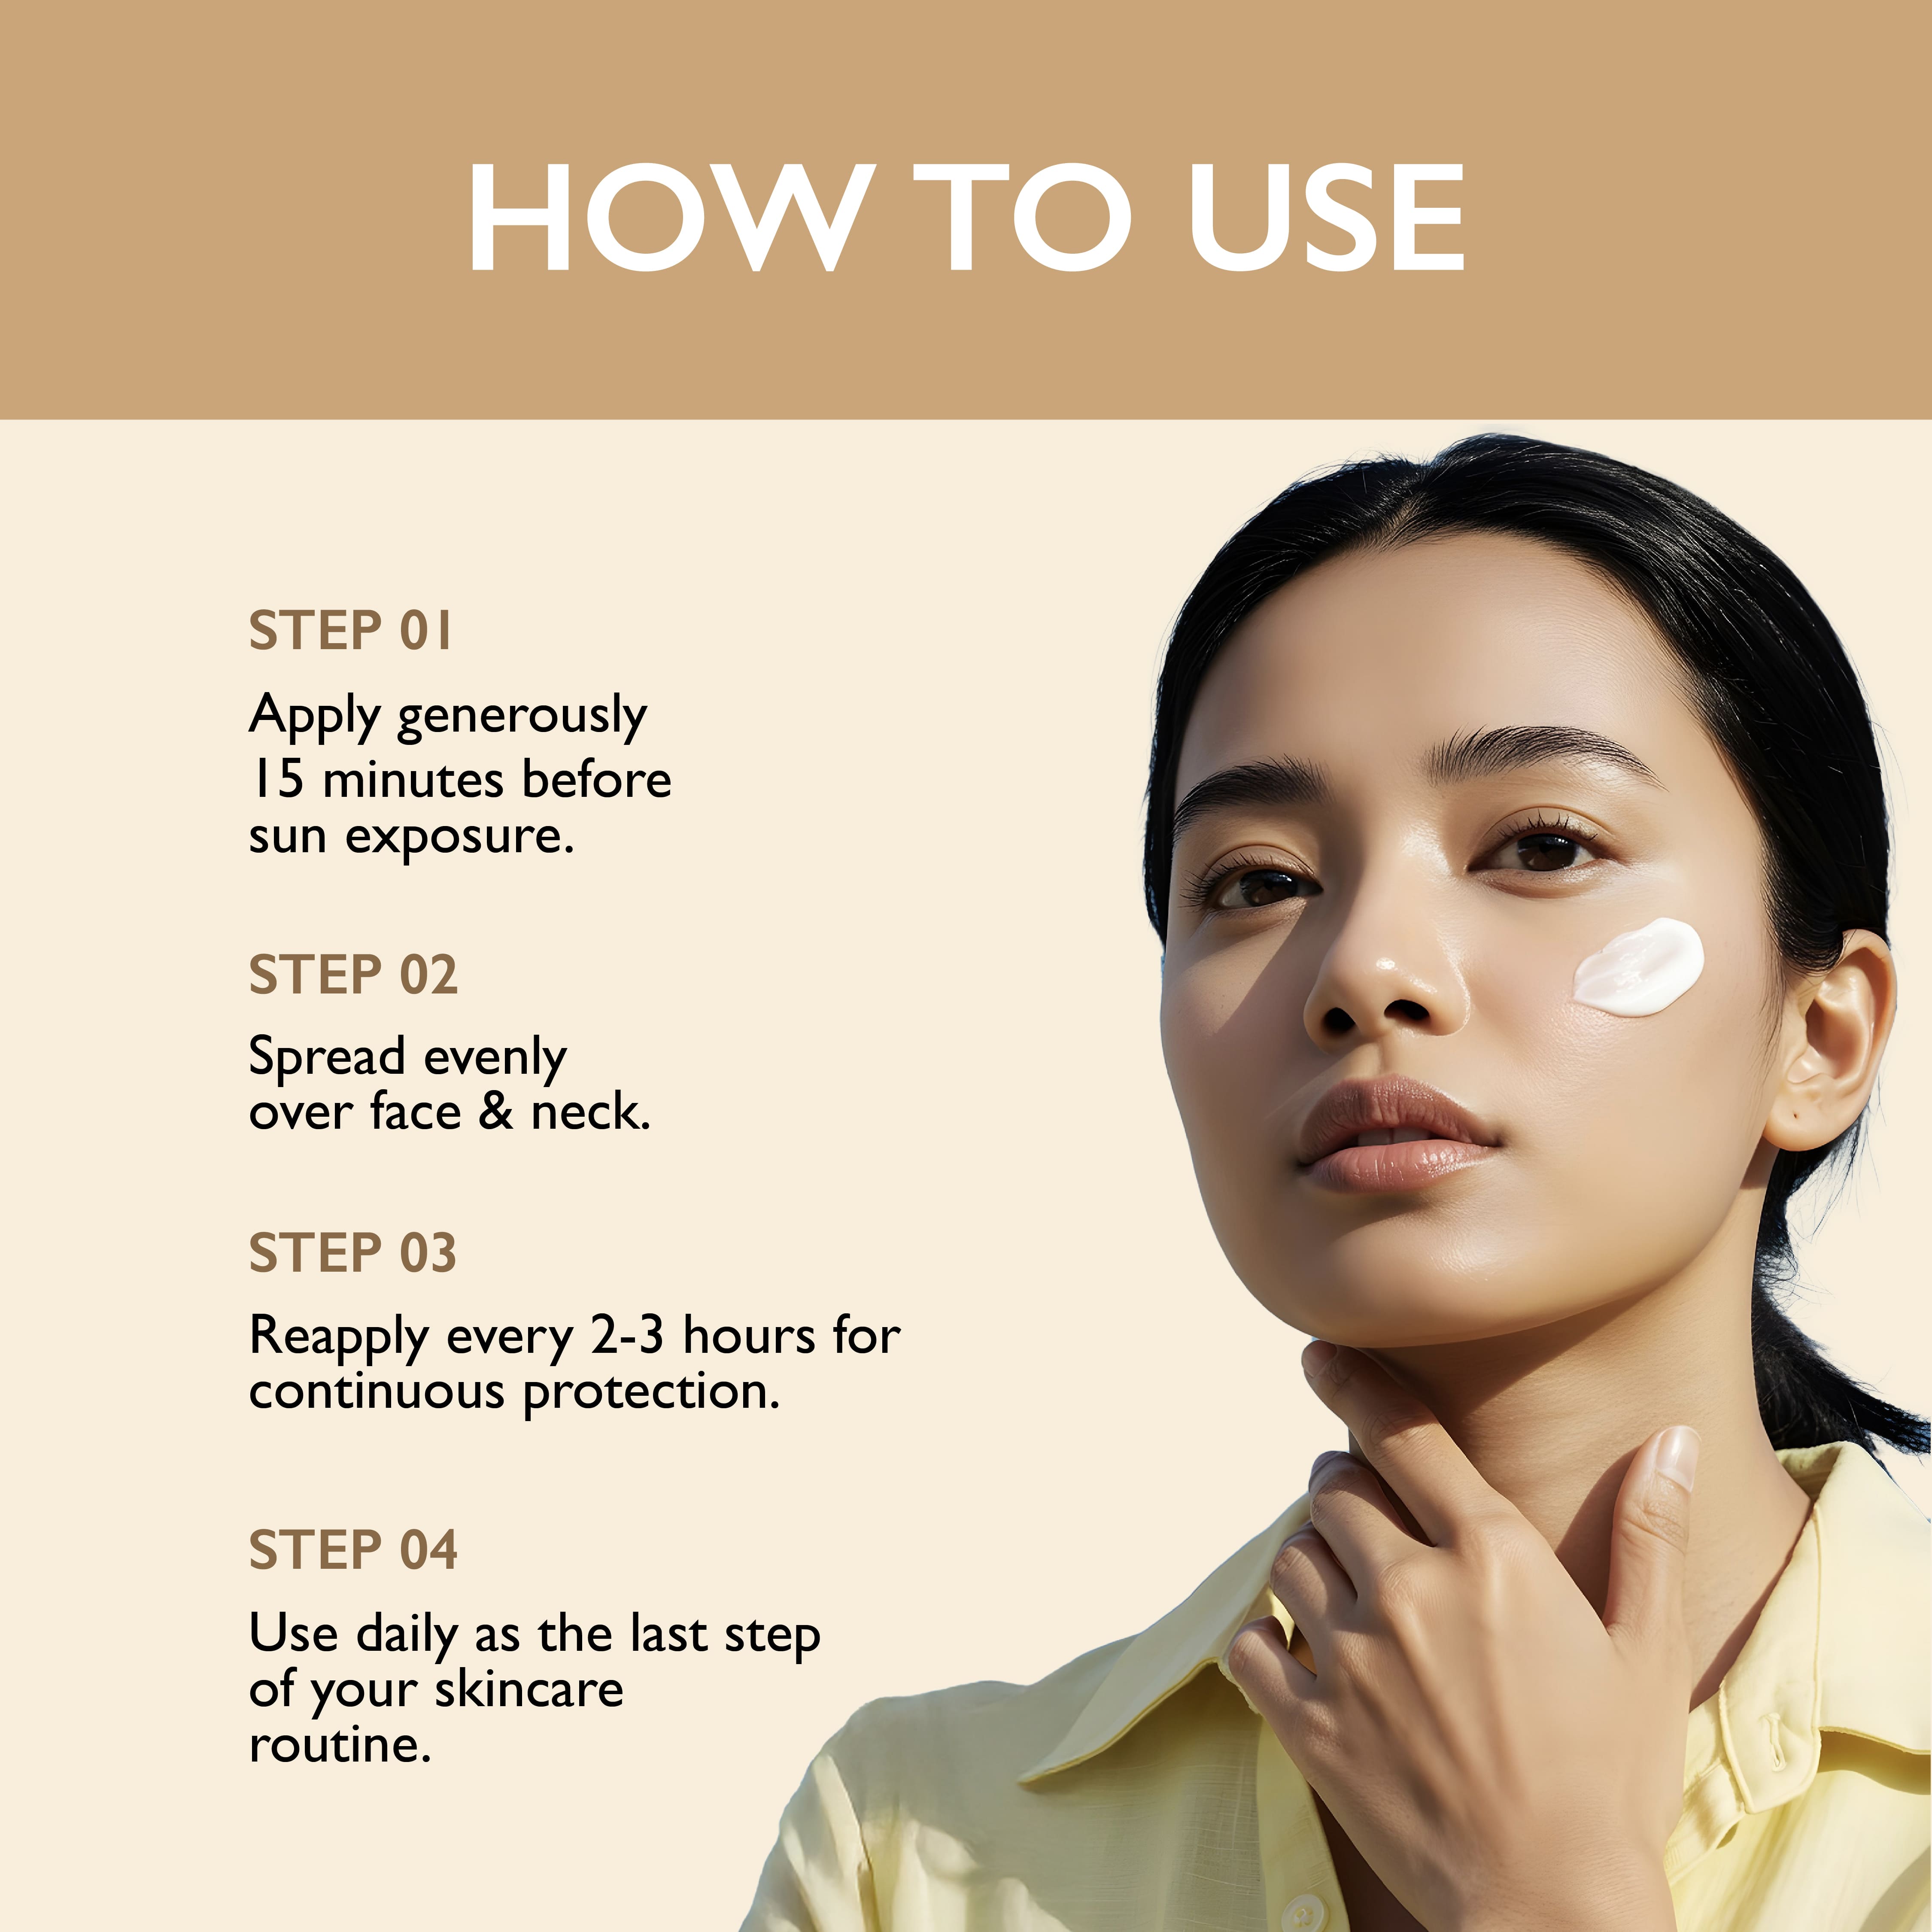 HOW TO USE
STEP 01
Apply generously
15 minutes before
sun exposure.
STEP 02
Spread evenly
over face & neck.
STEP 03
Reapply every 2-3 hours for
continuous protection.
STEP 04
Use daily as the last step
of your skincare
routine.